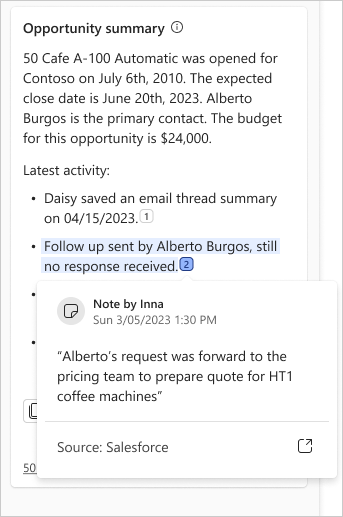 Opportunity summary
50 Cafe A-100 Automatic was opened for
Contoso on July 6th, 2010. The expected
close date is June 20th, 2023. Alberto
Burgos is the primary contact. The budget
for this opportunity is $24,000.
Latest activity:
• Daisy saved an email thread summary
on 04/15/2023. 1
• Follow up sent by Alberto Burgos, still
no response received. 2
Note by Inna
Sun 3/05/2023 1:30 PM
“Alberto’s request was forward to the
pricing team to prepare quote for HT1
coffee machines”
Source: Salesforce
50